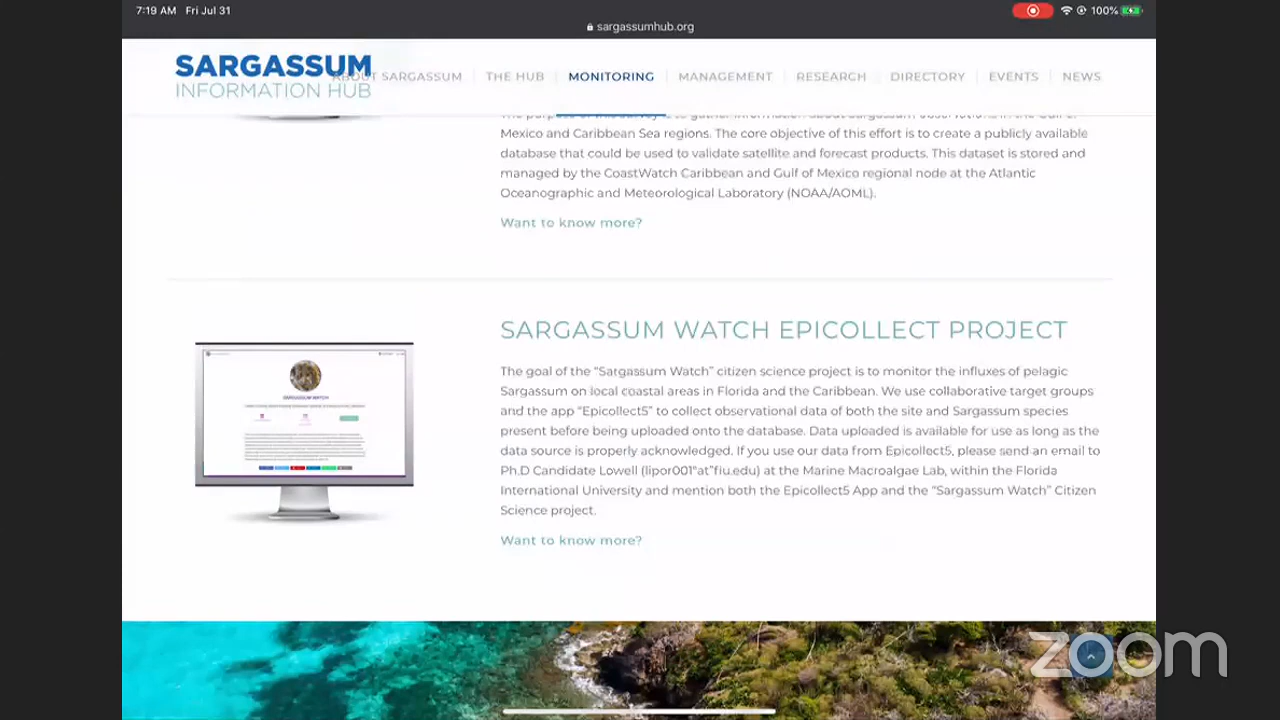 7:19 AM Fri Jul 31
100%
sargassumhub.org
SARGASSUM
INFORMATION HUB
ABOUT SARGASSUM
THE HUB
MONITORING
MANAGEMENT
RESEARCH
DIRECTORY
EVENTS
NEWS
Mexico and Caribbean Sea regions. The core objective of this effort is to create a publicly available
database that could be used to validate satellite and forecast products. This dataset is stored and
managed by the CoastWatch Caribbean and Gulf of Mexico regional node at the Atlantic
Oceanographic and Meteorological Laboratory (NOAA/AOML).
Want to know more?
SARGASSUM WATCH EPICOLLECT PROJECT
The goal of the “Sargassum Watch” citizen science project is to monitor the influxes of pelagic
Sargassum on local coastal areas in Florida and the Caribbean. We use collaborative target groups
and the app “Epicollect5” to collect observational data of both the site and Sargassum species
present before being uploaded onto the database. Data uploaded is available for use as long as the
data source is properly acknowledged. If you use our data from Epicollect5, please send an email to
Ph.D Candidate Lowell (lipor001"at"fiu.edu) at the Marine Macroalgae Lab, within the Florida
International University and mention both the Epicollect5 App and the “Sargassum Watch” Citizen
Science project.
SARGASSUM WATCH
Want to know more?
zoom